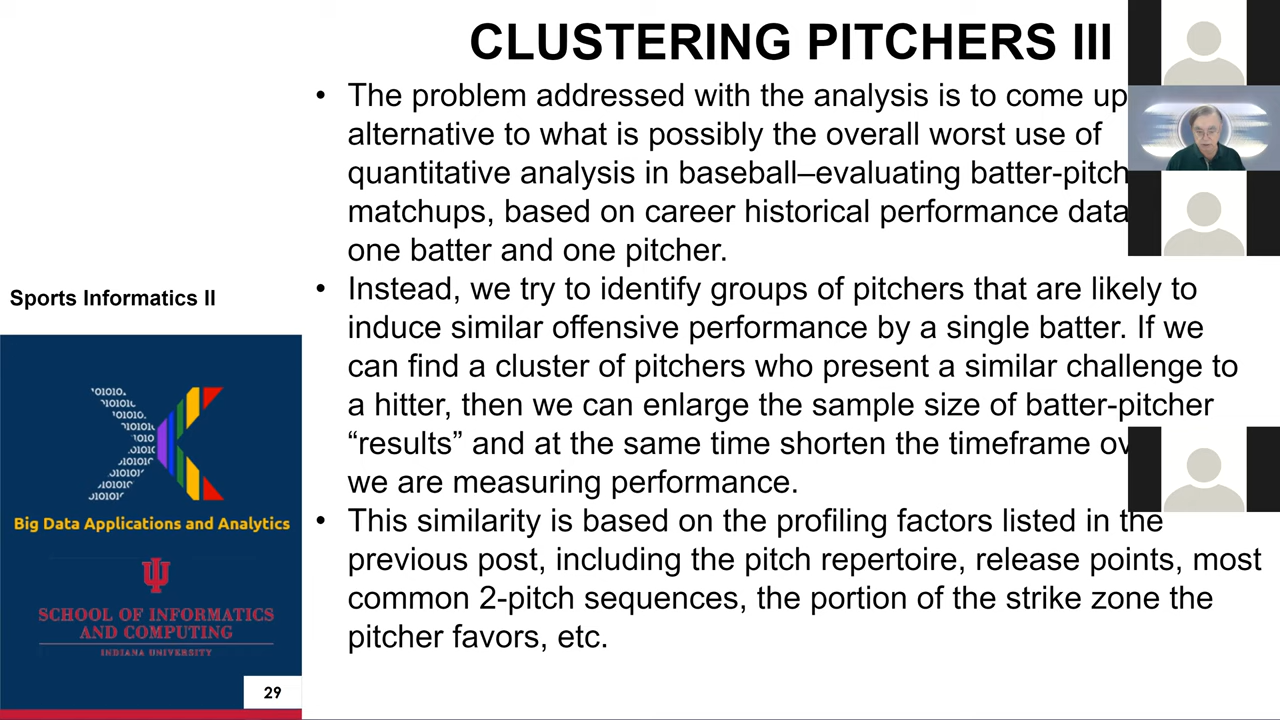 CLUSTERING PITCHERS III
• The problem addressed with the analysis is to come up
alternative to what is possibly the overall worst use of
quantitative analysis in baseball–evaluating batter-pitch
matchups, based on career historical performance data
one batter and one pitcher.
• Instead, we try to identify groups of pitchers that are likely to
induce similar offensive performance by a single batter. If we
can find a cluster of pitchers who present a similar challenge to
a hitter, then we can enlarge the sample size of batter-pitcher
“results” and at the same time shorten the timeframe ov
we are measuring performance.
• This similarity is based on the profiling factors listed in the
previous post, including the pitch repertoire, release points, most
common 2-pitch sequences, the portion of the strike zone the
pitcher favors, etc.
Sports Informatics II
Big Data Applications and Analytics
SCHOOL OF INFORMATICS
AND COMPUTING
INDIANA UNIVERSITY
29